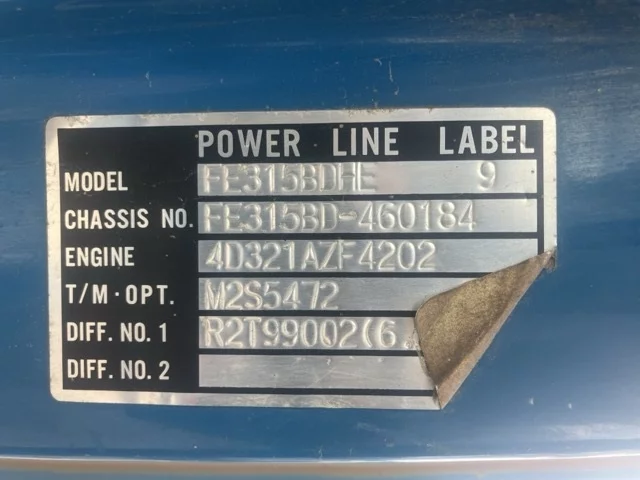 POWER LINE LABEL
MODEL FE315BDHE 9
CHASSIS NO. FE315BD-460184
ENGINE 4D321AZF4202
T/M·OPT. M2S5472
DIFF. NO. 1 R2T99002(6.
DIFF. NO. 2